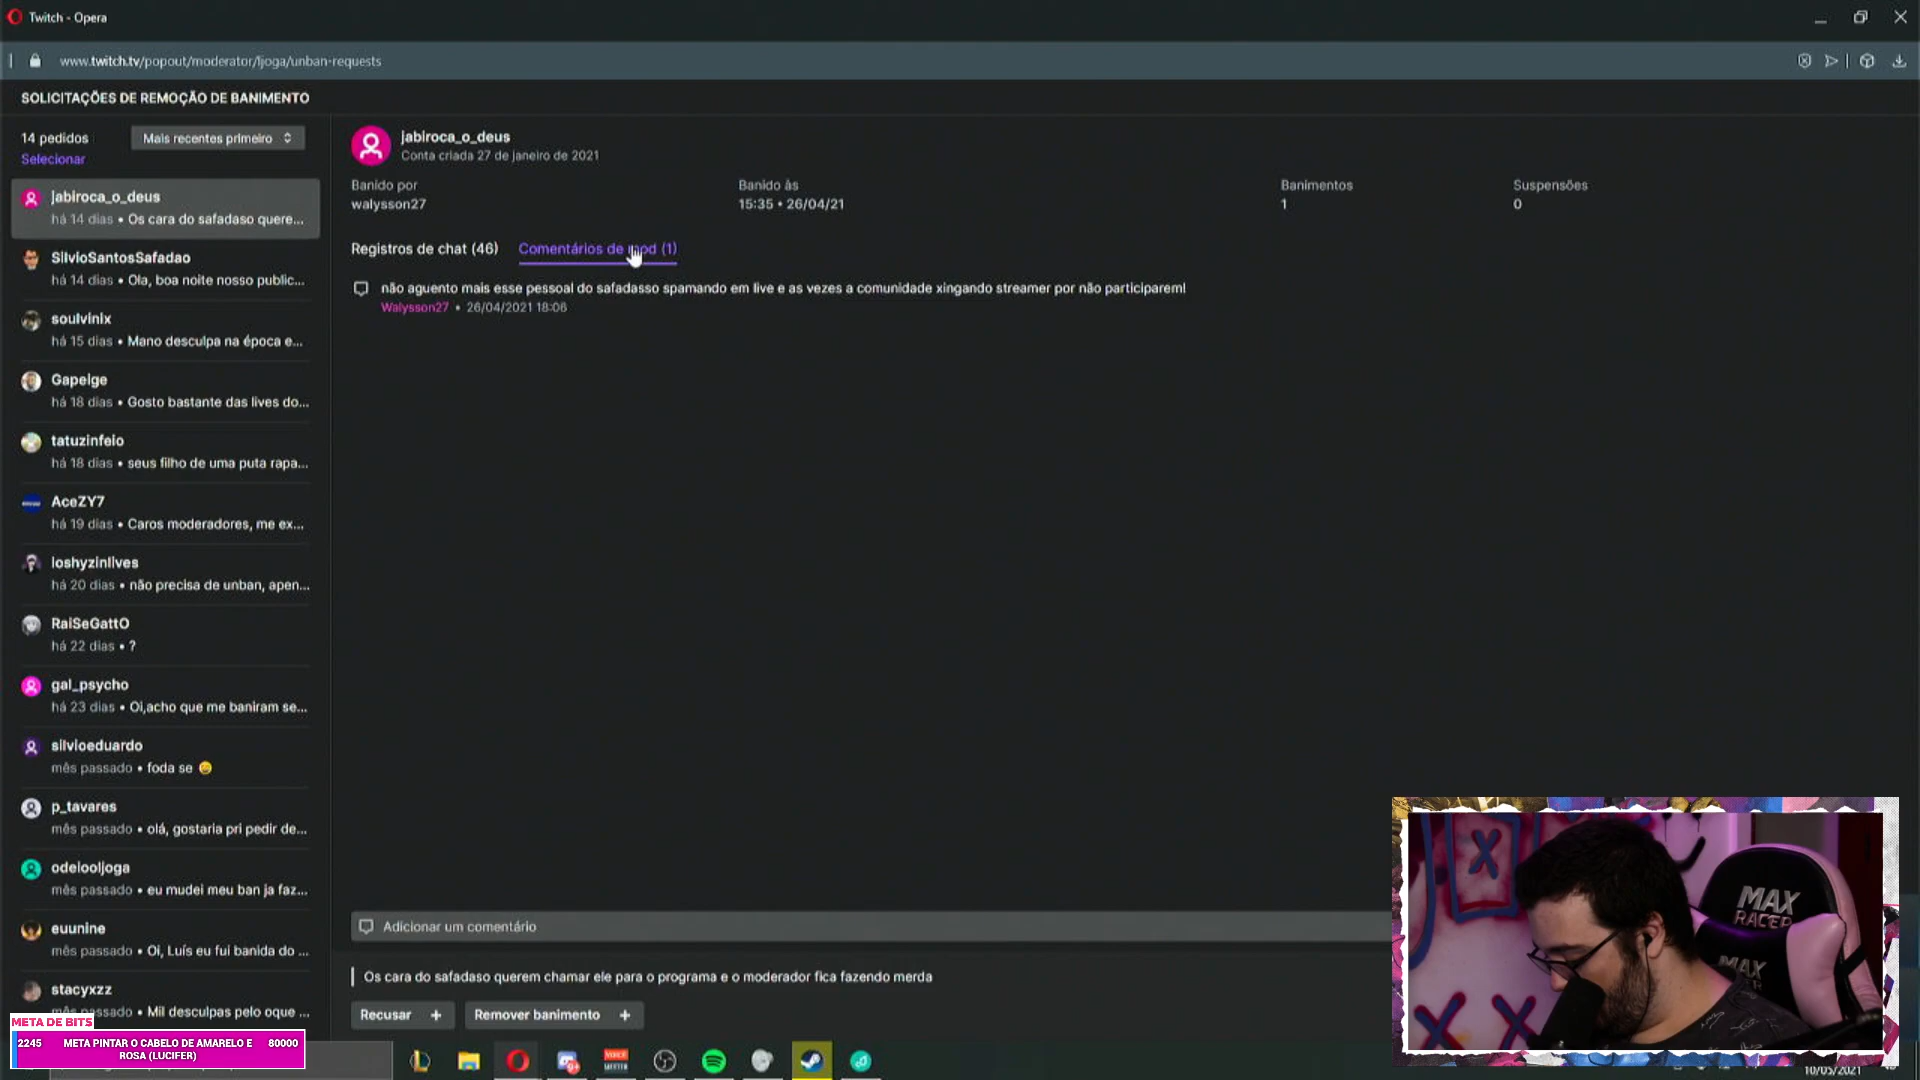 Twitch - Opera
www.twitch.tv/popout/moderator/ljoga/unban-requests
SOLICITAÇÕES DE REMOÇÃO DE BANIMENTO
14 pedidos
Mais recentes primeiro
Selecionar
jabiroca_o_deus
há 14 dias • Os cara do safadaso quere...
SilvioSantosSafadao
há 14 dias • Ola, boa noite nosso public...
soulvinix
há 15 dias • Mano desculpa na época e...
Gapeige
há 18 dias • Gosto bastante das lives do...
tatuzinfeio
há 18 dias • seus filho de uma puta rapa...
AceZY7
há 19 dias • Caros moderadores, me ex...
loshyzinlives
há 20 dias • não precisa de unban, apen...
RaiSeGattO
há 22 dias • ?
gal_psycho
há 23 dias • Oi,acho que me baniram se...
silvioeduardo
mês passado • foda se 😄
p_tavares
mês passado • olá, gostaria pri pedir de...
odeiooljoga
mês passado • eu mudei meu ban ja faz...
euunine
mês passado • Oi, Luís eu fui banida do ...
stacyxzz
mês passado • Mil desculpas pelo oque ...
jabiroca_o_deus
Conta criada 27 de janeiro de 2021
Banido por
walysson27
Banido às
15:35 • 26/04/21
Banimentos
1
Suspensões
0
Registros de chat (46)
Comentários de mod (1)
não aguento mais esse pessoal do safadasso spamando em live e as vezes a comunidade xingando streamer por não participarem!
Walysson27 • 26/04/2021 18:06
Adicionar um comentário
Os cara do safadaso querem chamar ele para o programa e o moderador fica fazendo merda
Recusar +
Remover banimento +
META DE BITS
2245 META PINTAR O CABELO DE AMARELO E 80000
ROSA (LUCIFER)
MAX
RACER
MAX
10/05/2021